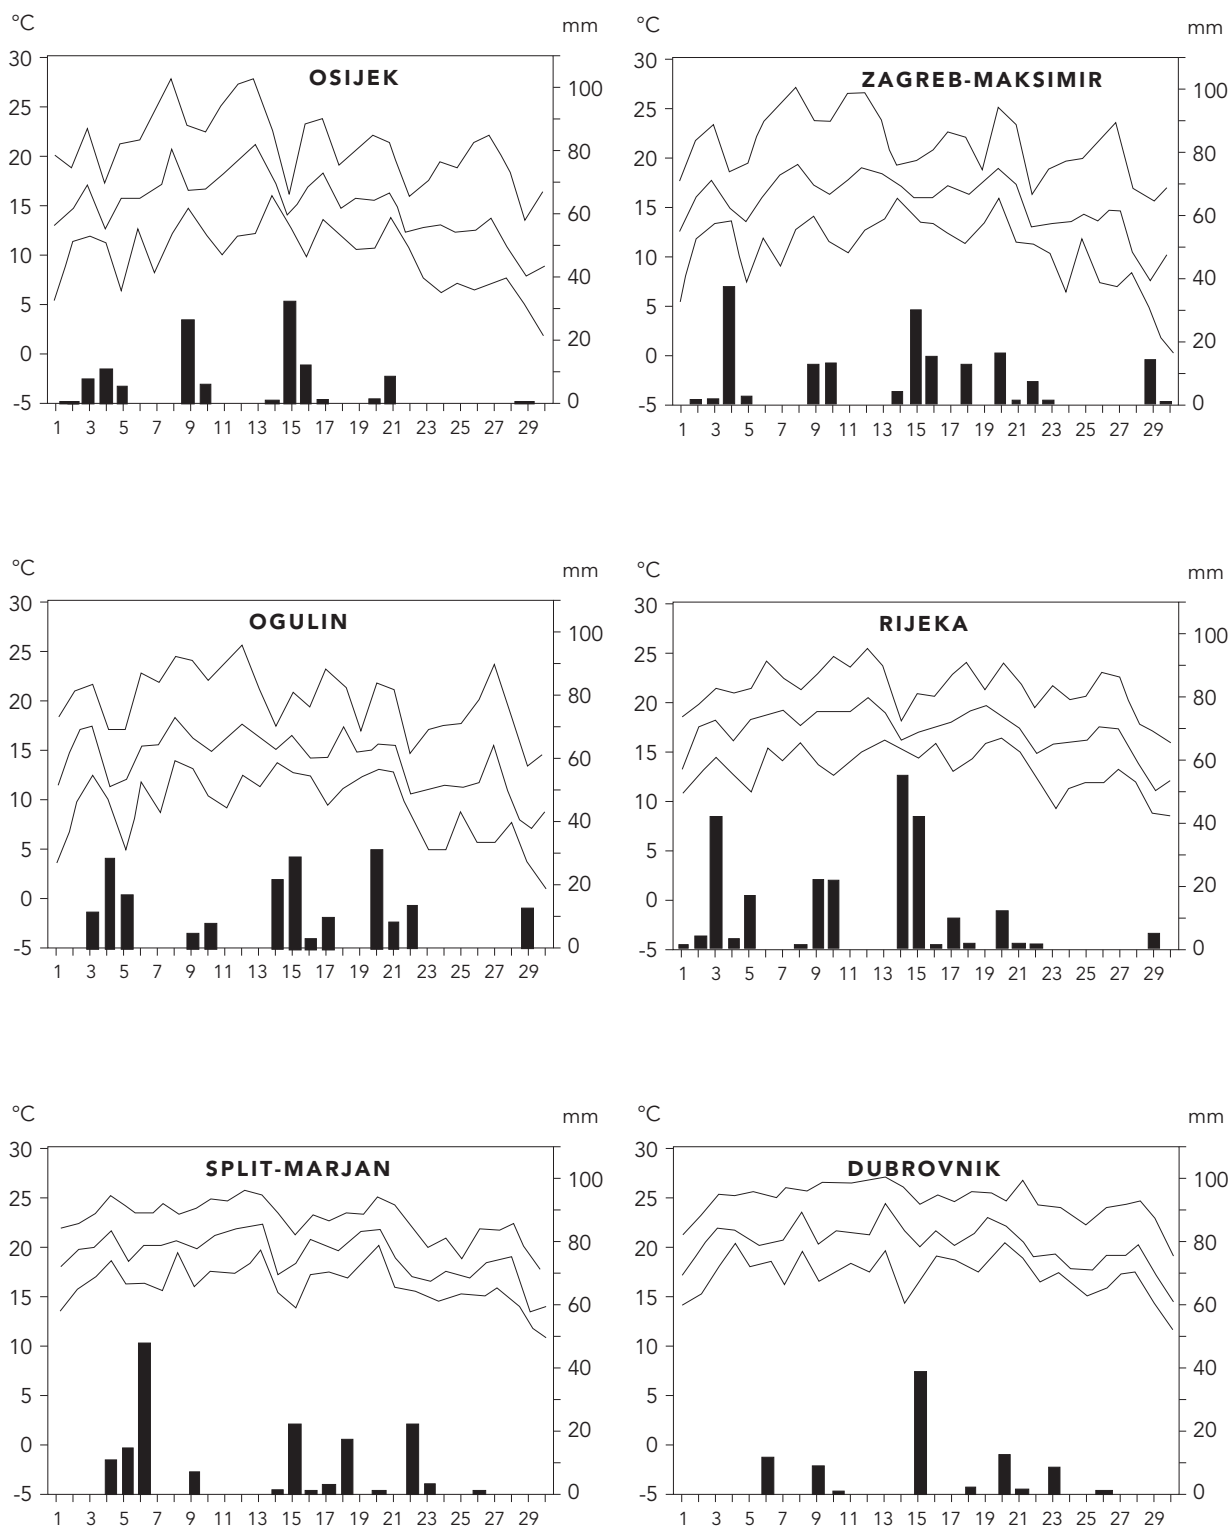 °C mm °C mm
30 30
OSIJEK ZAGREB-MAKSIMIR
25 100 25 100
20 80 20 80
15 60 15 60
10 40 10 40
5 5
0 20 0 20
-5 0 -5 0
1 3 5 7 9 11 13 15 17 19 21 23 25 27 29 1 3 5 7 9 11 13 15 17 19 21 23 25 27 29
°C mm °C mm
30 30
OGULIN RIJEKA
25 100 25 100
20 80 20 80
15 60 15 60
10 40 10 40
5 5
0 20 0 20
-5 0 -5 0
1 3 5 7 9 11 13 15 17 19 21 23 25 27 29 1 3 5 7 9 11 13 15 17 19 21 23 25 27 29
°C mm °C mm
30 30
SPLIT-MARJAN DUBROVNIK
25 100 25 100
20 80 20 80
15 60 15 60
10 40 10 40
5 5
0 20 0 20
-5 0 -5 0
1 3 5 7 9 11 13 15 17 19 21 23 25 27 29 1 3 5 7 9 11 13 15 17 19 21 23 25 27 29